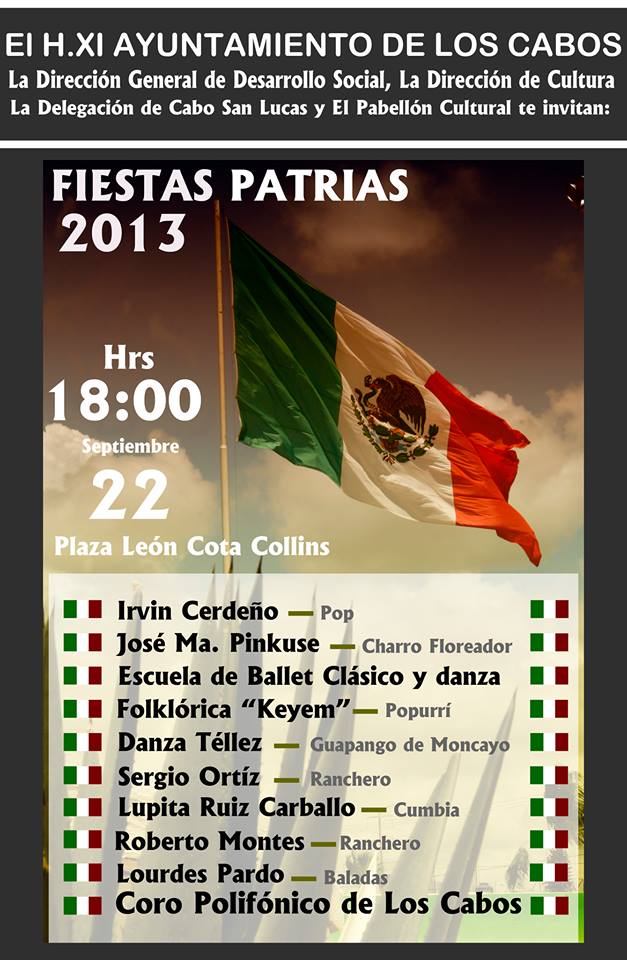 El H.XI AYUNTAMIENTO DE LOS CABOS
La Dirección General de Desarrollo Social, La Dirección de Cultura
La Delegación de Cabo San Lucas y El Pabellón Cultural te invitan:
FIESTAS PATRIAS
2013
Hrs
18:00
Septiembre
22
Plaza León Cota Collins
Irvin Cerdeño — Pop
José Ma. Pinkuse — Charro Floreador
Escuela de Ballet Clásico y danza
Folklórica “Keyem” — Popurrí
Danza Téllez — Guapango de Moncayo
Sergio Ortíz — Ranchero
Lupita Ruiz Carballo — Cumbia
Roberto Montes — Ranchero
Lourdes Pardo — Baladas
Coro Polifónico de Los Cabos